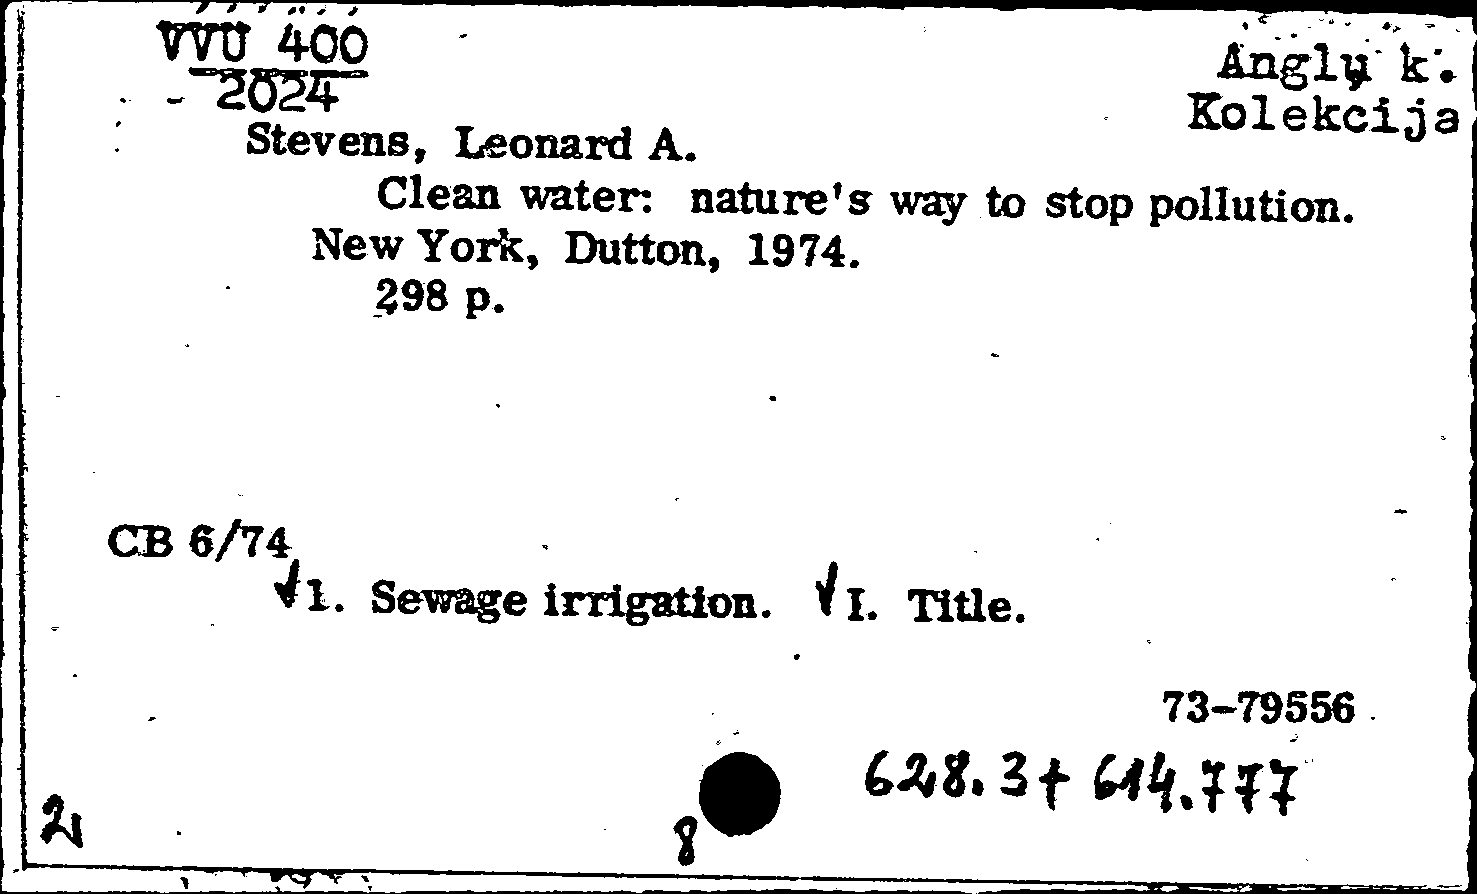 VVU 400
2024
Anglų k.
Kolekcija
Stevens, Leonard A.
Clean water: nature's way to stop pollution.
New York, Dutton, 1974.
298 p.
CB 6/74
1. Sewage irrigation. I. Title.
73-79556
628.3+614.777
2
8